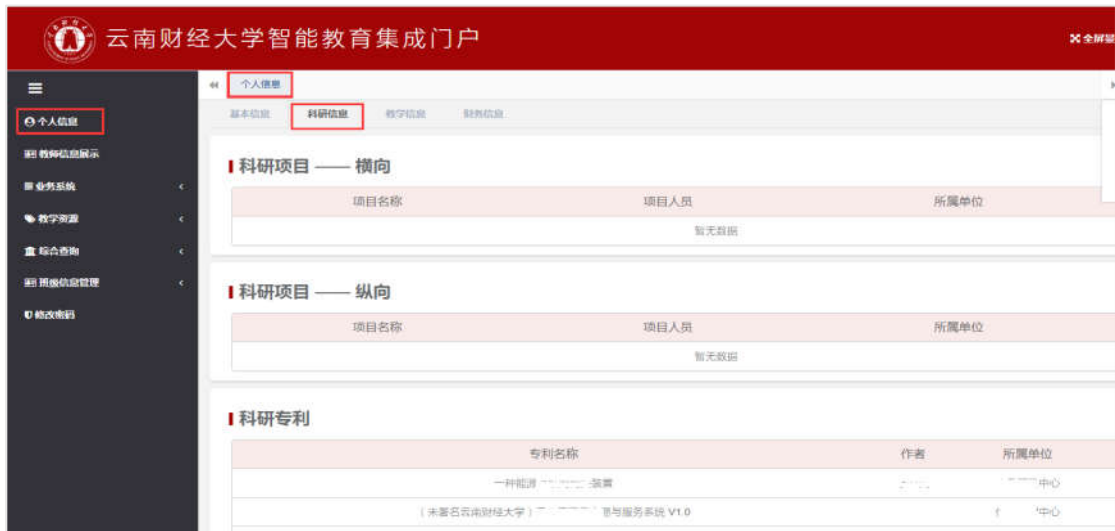 云南财经大学智能教育集成门户
全屏显
个人信息
教师信息展示
业务系统
教学资源
综合查询
班级信息管理
修改密码
个人信息
基本信息 科研信息 教学信息 财务信息
科研项目 —— 横向
项目名称 项目人员 所属单位
暂无数据
科研项目 —— 纵向
项目名称 项目人员 所属单位
暂无数据
科研专利
专利名称 作者 所属单位
一种能源 装置 中心
（未署名云南财经大学） 息与服务系统 V1.0 中心